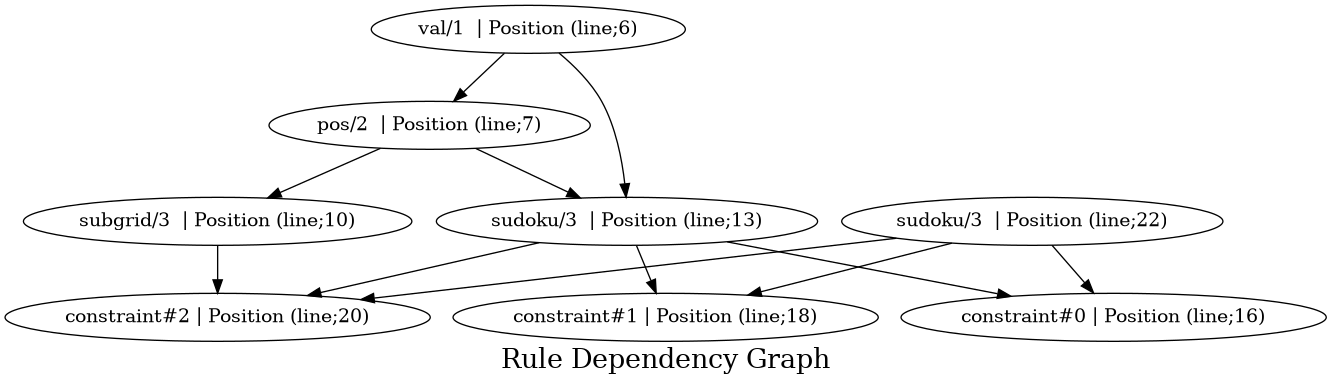 val/1 | Position (line;6)
pos/2 | Position (line;7)
subgrid/3 | Position (line;10)
sudoku/3 | Position (line;13)
sudoku/3 | Position (line;22)
constraint#2 | Position (line;20)
constraint#1 | Position (line;18)
constraint#0 | Position (line;16)
Rule Dependency Graph